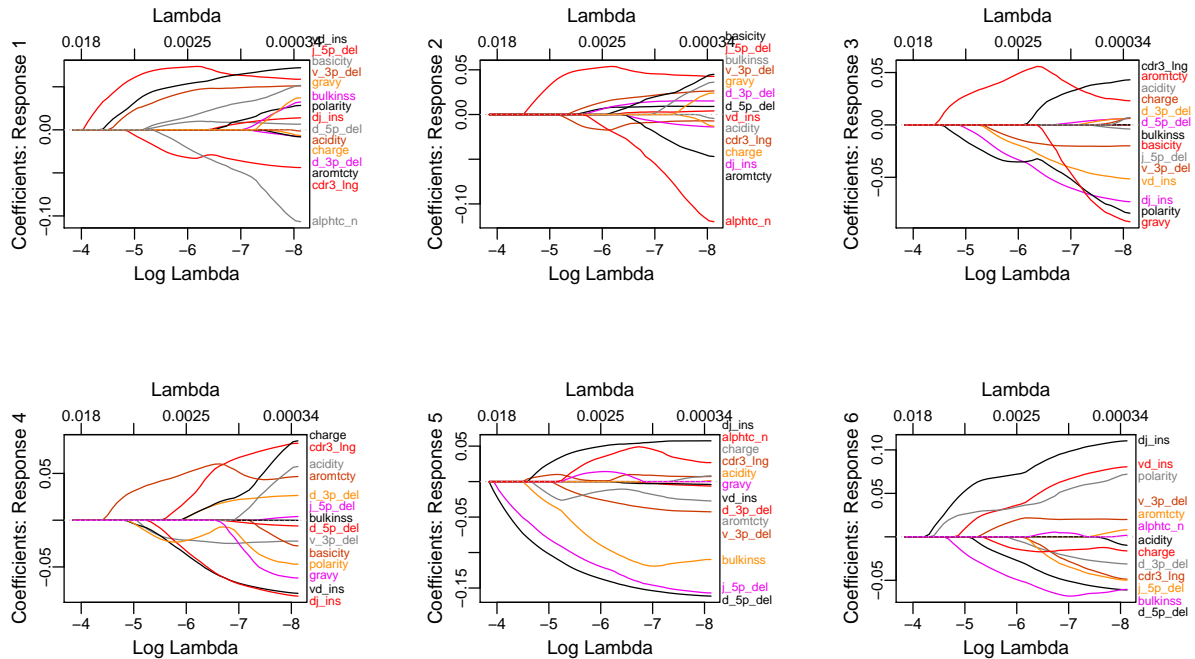 Lambda
0.018 0.0025 0.00034
Coefficients: Response 1
0.00
−0.10
vd_ins
j_5p_del
basicity
v_3p_del
gravy
bulkinss
polarity
dj_ins
d_5p_del
acidity
charge
d_3p_del
aromtcty
cdr3_lng
alphtc_n
−4 −5 −6 −7 −8
Log Lambda
Lambda
0.018 0.0025 0.00034
Coefficients: Response 2
0.05
0.00
−0.10
basicity
j_5p_del
bulkinss
v_3p_del
gravy
d_3p_del
d_5p_del
vd_ins
acidity
cdr3_lng
charge
dj_ins
aromtcty
alphtc_n
−4 −5 −6 −7 −8
Log Lambda
Lambda
0.018 0.0025 0.00034
Coefficients: Response 3
0.05
0.00
−0.05
cdr3_lng
aromtcty
acidity
charge
d_3p_del
d_5p_del
bulkinss
basicity
j_5p_del
v_3p_del
vd_ins
dj_ins
polarity
gravy
−4 −5 −6 −7 −8
Log Lambda
Lambda
0.018 0.0025 0.00034
Coefficients: Response 4
0.05
−0.05
charge
cdr3_lng
acidity
aromtcty
d_3p_del
j_5p_del
bulkinss
d_5p_del
v_3p_del
basicity
polarity
gravy
vd_ins
dj_ins
−4 −5 −6 −7 −8
Log Lambda
Lambda
0.018 0.0025 0.00034
Coefficients: Response 5
0.05
−0.05
−0.15
dj_ins
alphtc_n
charge
cdr3_lng
acidity
gravy
vd_ins
d_3p_del
aromtcty
v_3p_del
bulkinss
j_5p_del
d_5p_del
−4 −5 −6 −7 −8
Log Lambda
Lambda
0.018 0.0025 0.00034
Coefficients: Response 6
0.10
0.05
−0.05
dj_ins
vd_ins
polarity
v_3p_del
aromtcty
alphtc_n
acidity
charge
d_3p_del
cdr3_lng
j_5p_del
bulkinss
d_5p_del
−4 −5 −6 −7 −8
Log Lambda